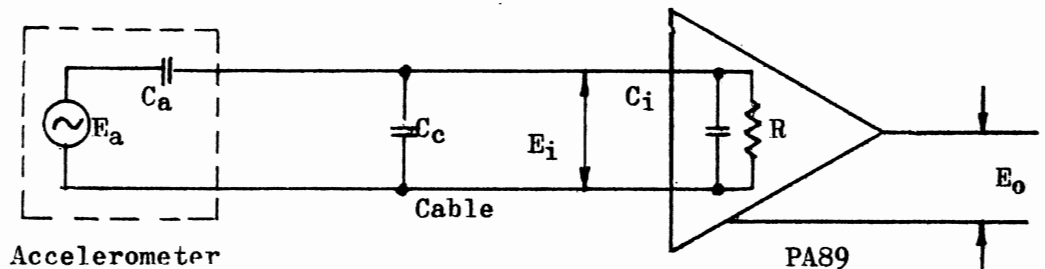 Ca
Ea
Cc
Ei
Ci
R
Eo
Cable
Accelerometer
PA89